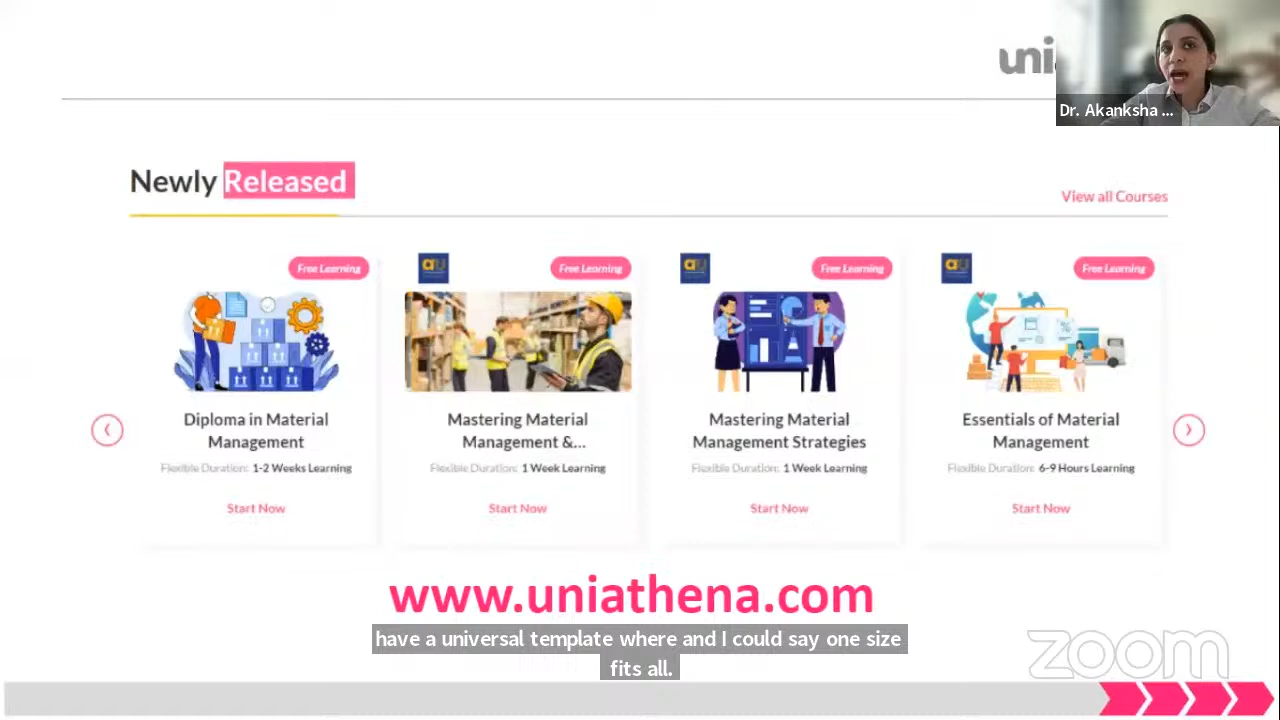 uni
Dr. Akanksha ...
Newly Released
View all Courses
Free Learning
Free Learning
Free Learning
Free Learning
au
au
au
Diploma in Material
Management
Flexible Duration: 1-2 Weeks Learning
Start Now
Mastering Material
Management &...
Flexible Duration: 1 Week Learning
Start Now
Mastering Material
Management Strategies
Flexible Duration: 1 Week Learning
Start Now
Essentials of Material
Management
Flexible Duration: 6-9 Hours Learning
Start Now
www.uniathena.com
have a universal template where and I could say one size
fits all.
zoom